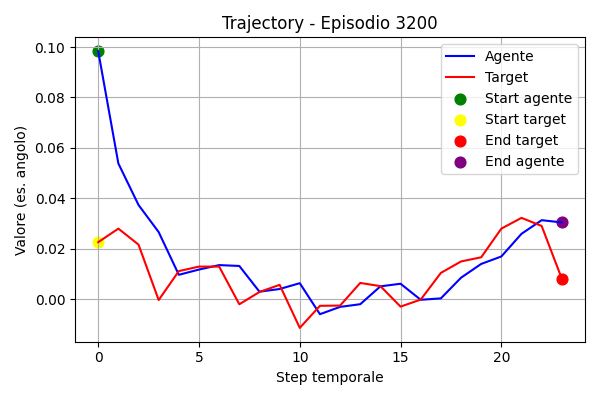 Trajectory - Episodio 3200
Agente
Target
Start agente
Start target
End target
End agente
Valore (es. angolo)
0.10
0.08
0.06
0.04
0.02
0.00
0
5
10
15
20
Step temporale